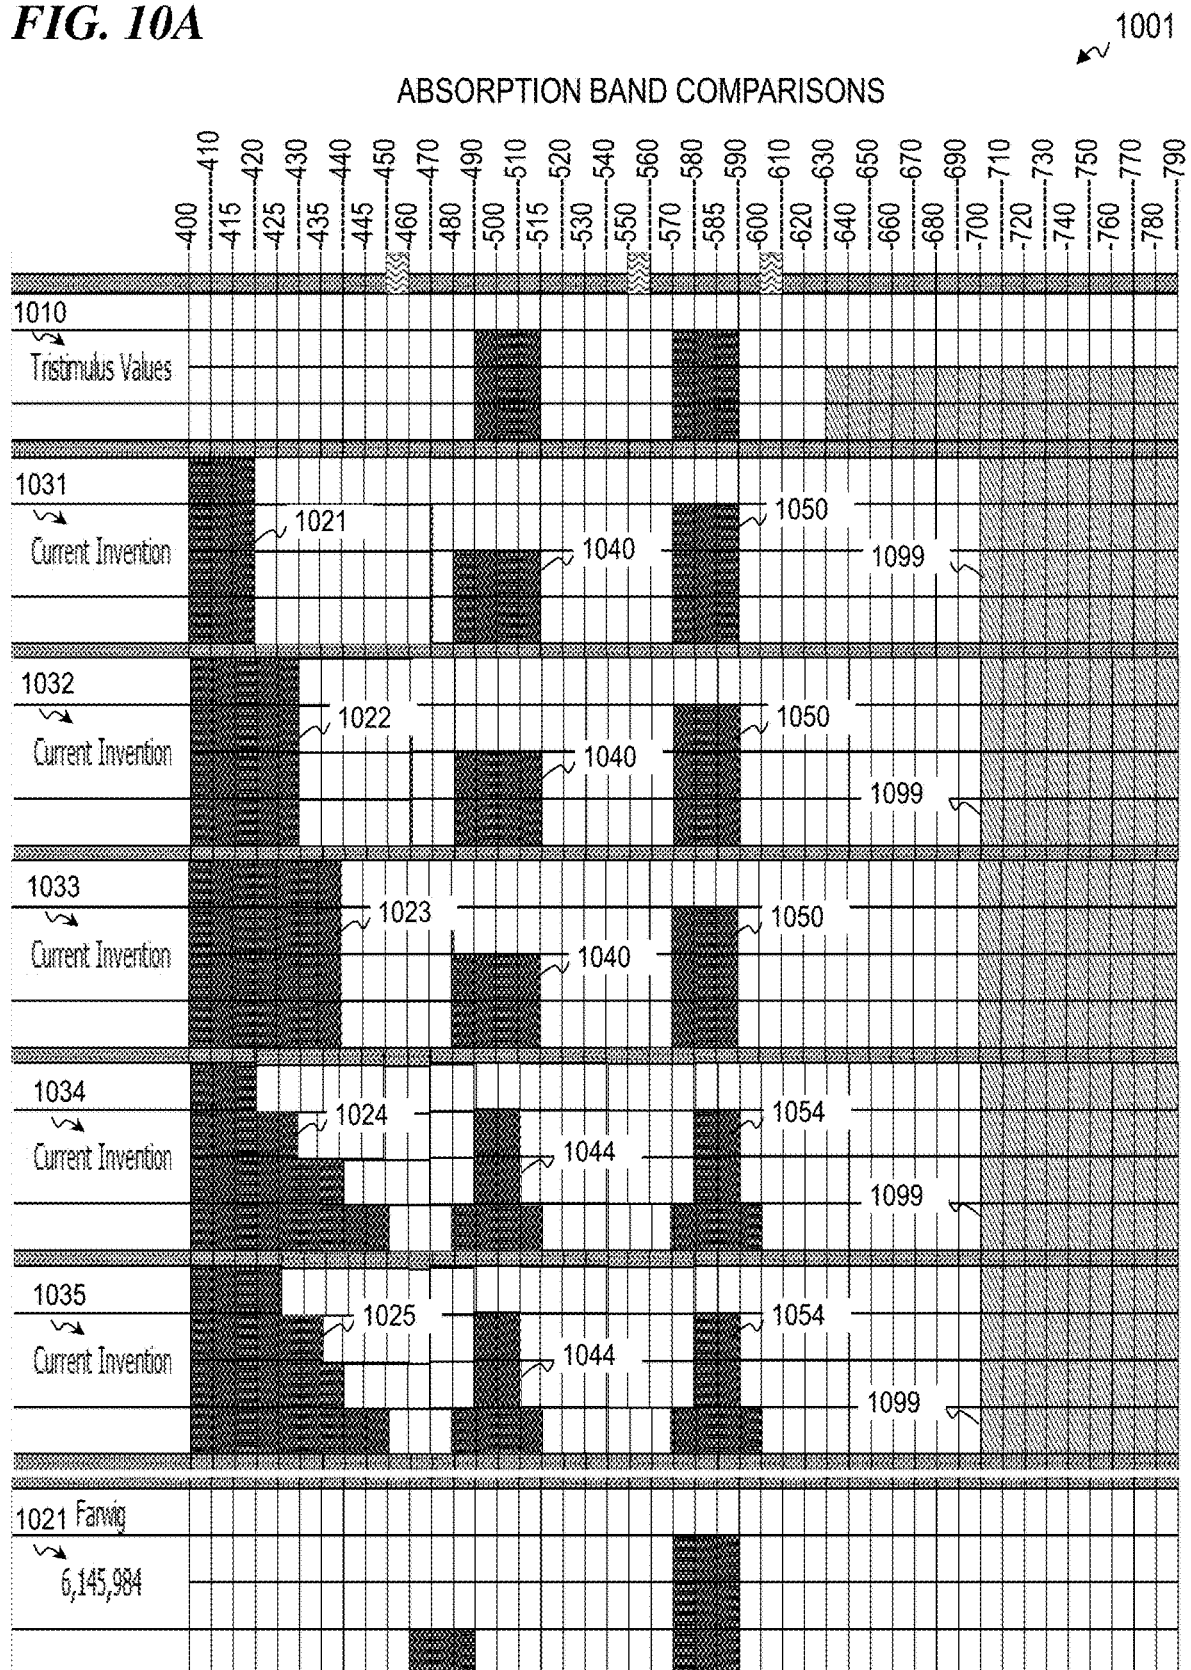 FIG. 10A
1001
ABSORPTION BAND COMPARISONS
410 420 430 440 450 470 490 510 520 540 560 580 590 610 630 650 670 690 710 730 750 760 790
400 415 425 435 445 460 480 500 515 530 550 570 585 600 620 640 660 680 700 720 740 760 780
1010
Tristimulus Values
1031
1021
1050
Current Invention
1040
1099
1032
1022
1050
Current Invention
1040
1099
1033
1023
1050
Current Invention
1040
1034
1024
1054
Current Invention
1044
1099
1035
1025
1054
Current Invention
1044
1099
1021 Farwig
6,145,984